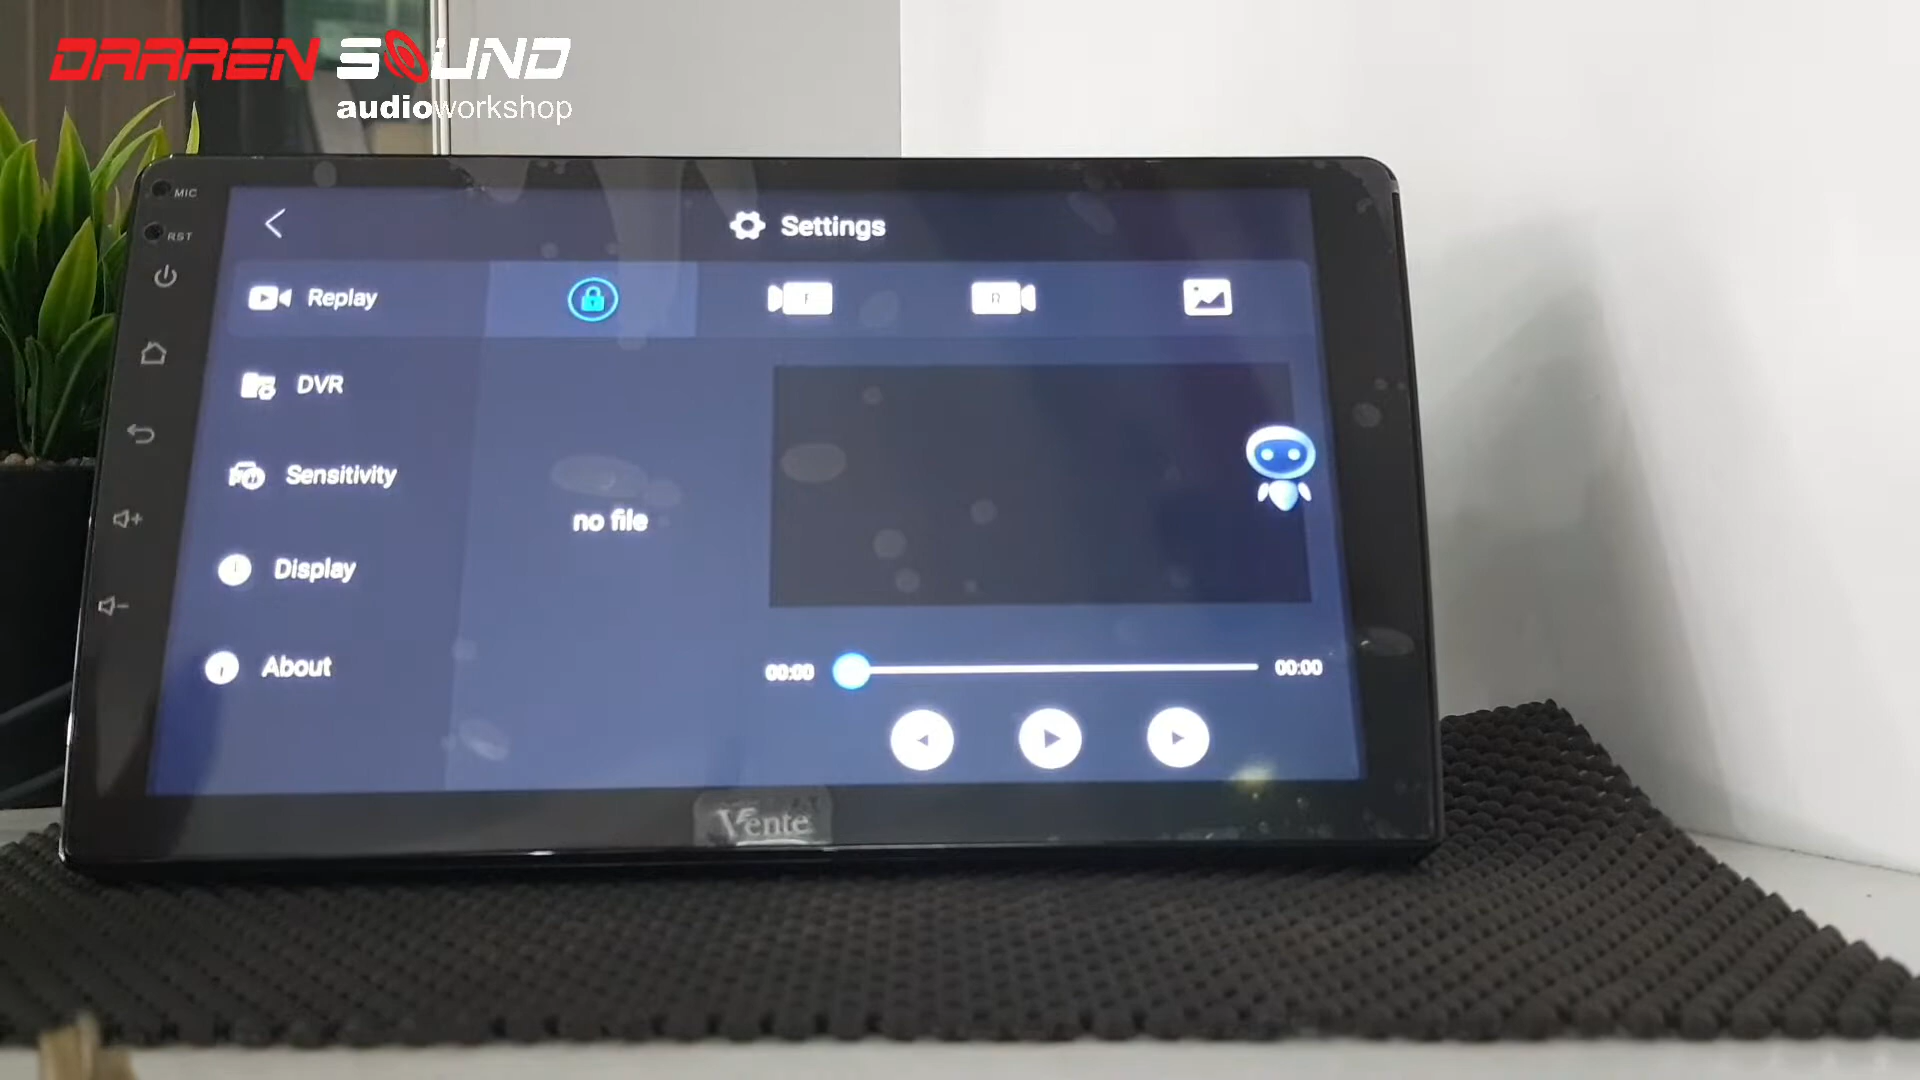 DARREN SOUND
audioworkshop
MIC
RST
Settings
Replay
F
R
DVR
Sensitivity
no file
Display
About
00:00
00:00
Vente